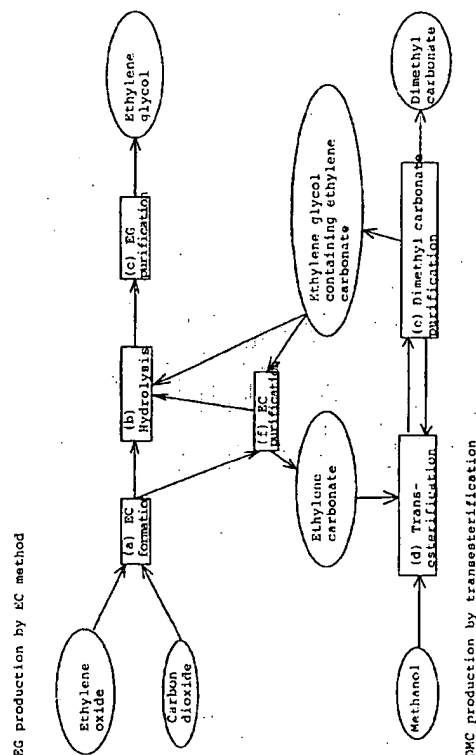 EG production by EC method
Ethylene
oxide
Carbon
dioxide
(a) EC
formation
(b)
Hydrolysis
(c) EG
purification
Ethylene
glycol
(f) EC
purification
Ethylene
carbonate
Ethylene glycol
containing ethylene
carbonate
Methanol
(d) Trans-
esterification
(e) Dimethyl carbonate
purification
Dimethyl
carbonate
DMC production by transesterification